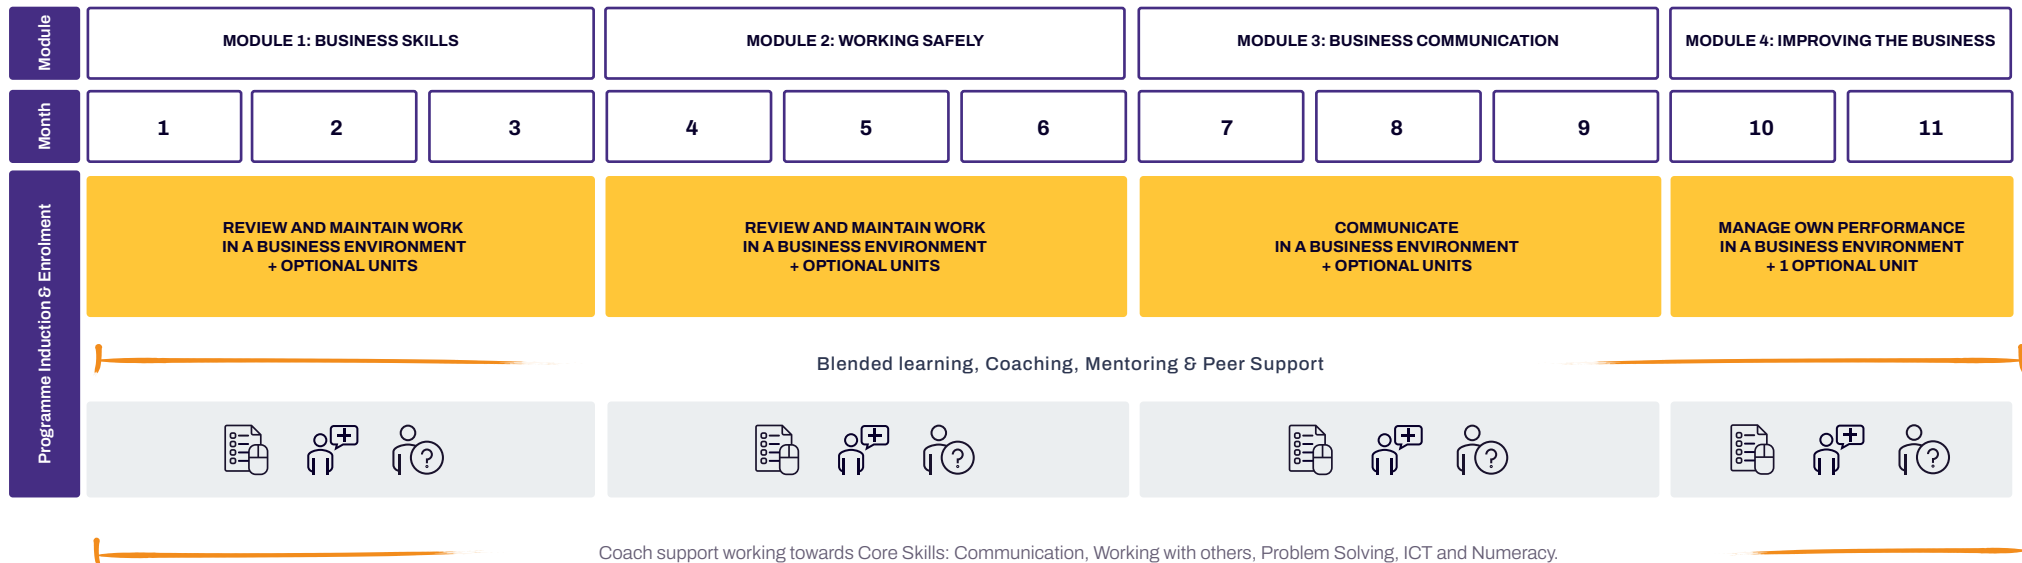 Module
MODULE 1: BUSINESS SKILLS
MODULE 2: WORKING SAFELY
MODULE 3: BUSINESS COMMUNICATION
MODULE 4: IMPROVING THE BUSINESS
Month
1
2
3
4
5
6
7
8
9
10
11
Programme Induction & Enrolment
REVIEW AND MAINTAIN WORK
IN A BUSINESS ENVIRONMENT
+ OPTIONAL UNITS
REVIEW AND MAINTAIN WORK
IN A BUSINESS ENVIRONMENT
+ OPTIONAL UNITS
COMMUNICATE
IN A BUSINESS ENVIRONMENT
+ OPTIONAL UNITS
MANAGE OWN PERFORMANCE
IN A BUSINESS ENVIRONMENT
+ 1 OPTIONAL UNIT
Blended learning, Coaching, Mentoring & Peer Support
?
?
?
?
Coach support working towards Core Skills: Communication, Working with others, Problem Solving, ICT and Numeracy.